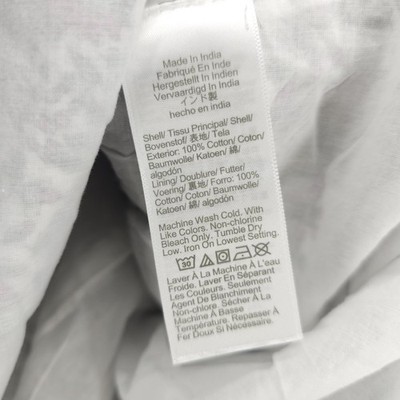 Made In India
Fabriqué En Inde
Hergestellt In Indien
Vervaardigd In India
インド製
hecho en india
Shell/ Tissu Principal/ Shell/
Bovenstof/ 表地/ Tela
Exterior: 100% Cotton/ Coton/
Baumwolle/ Katoen/ 綿/
algodón
Lining/ Doublure/ Futter/
Voering/ 裏地/ Forro: 100%
Cotton/ Coton/ Baumwolle/
Katoen/ 綿/ algodón
Machine Wash Cold. With
Like Colors. Non-chlorine
Bleach Only. Tumble Dry
Low. Iron On Lowest Setting.
30
Laver À La Machine À L'eau
Froide. Laver En Séparant
Les Couleurs. Seulement
Agent De Blanchiment
Non-chlore. Sécher À La
Machine À Basse
Température. Repasser À
Fer Doux Si Nécessaire.